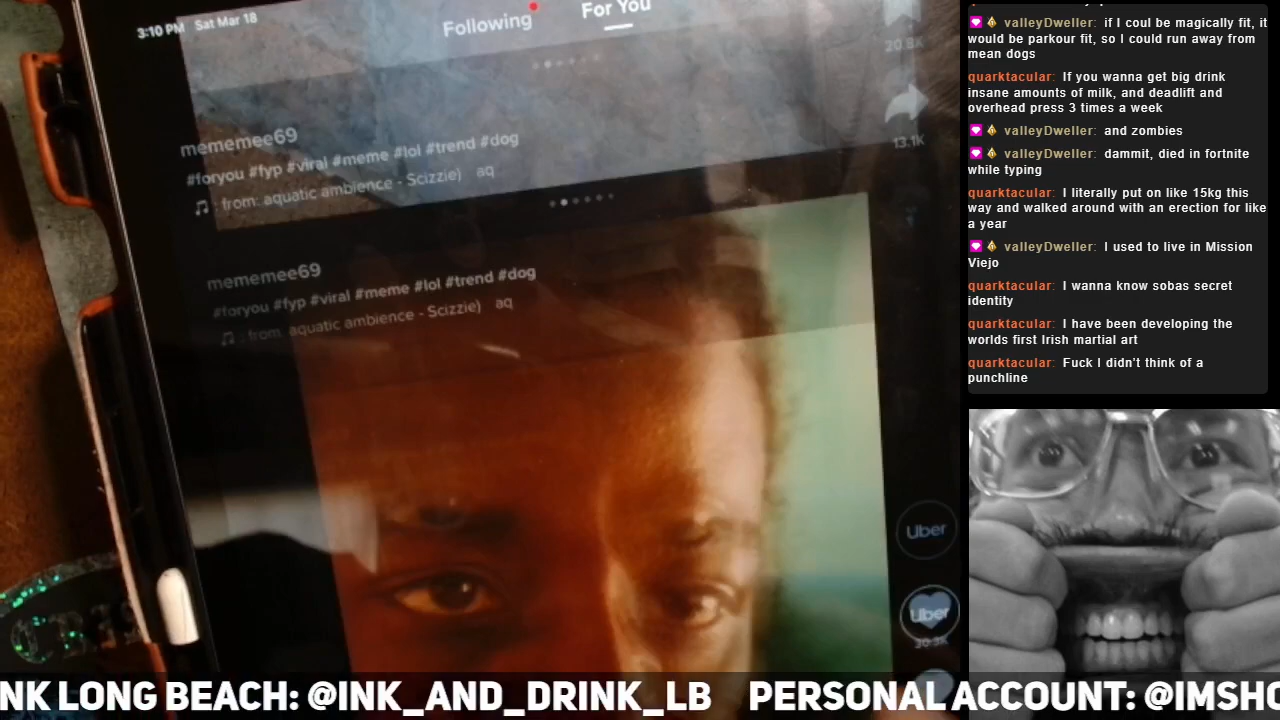 3:10 PM Sat Mar 18
Following
For You
20.8K
mememee69
#foryou #fyp #viral #meme #lol #trend #dog
from: aquatic ambience - Scizzie) aq
13.1K
mememee69
#foryou #fyp #viral #meme #lol #trend #dog
from: aquatic ambience - Scizzie) aq
Uber
Uber
30.3K
valleyDweller: if I coul be magically fit, it
would be parkour fit, so I could run away from
mean dogs
quarktacular: If you wanna get big drink
insane amounts of milk, and deadlift and
overhead press 3 times a week
valleyDweller: and zombies
valleyDweller: dammit, died in fortnite
while typing
quarktacular: I literally put on like 15kg this
way and walked around with an erection for like
a year
valleyDweller: I used to live in Mission
Viejo
quarktacular: I wanna know sobas secret
identity
quarktacular: I have been developing the
worlds first Irish martial art
quarktacular: Fuck I didn't think of a
punchline
NK LONG BEACH: @INK_AND_DRINK_LB PERSONAL ACCOUNT: @IMSHO